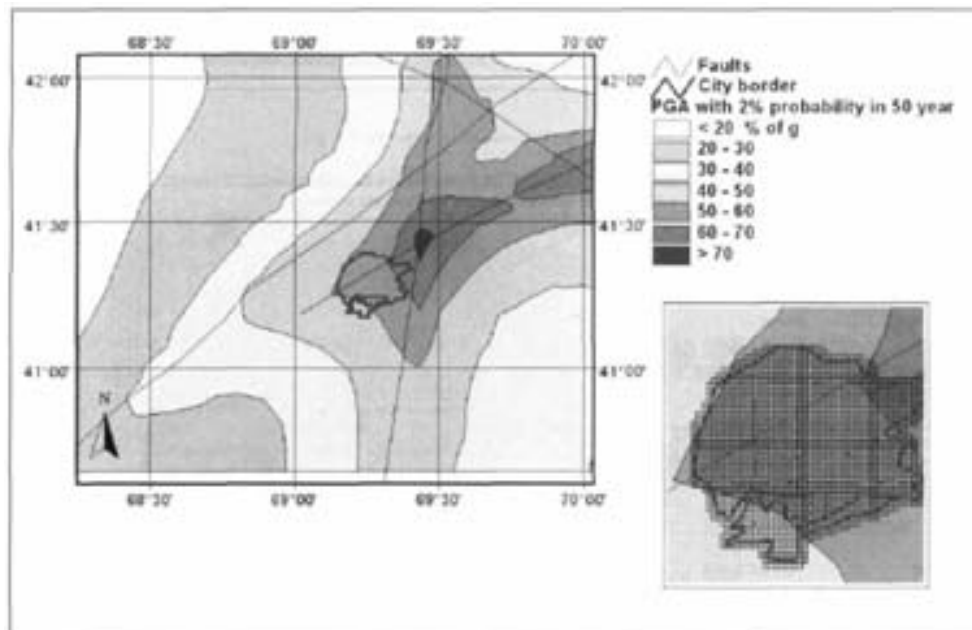 68°30' 69°00' 69°30' 70°00'
42°00' 42°00'
41°30' 41°30'
41°00' 41°00'
N
68°30' 69°00' 69°30' 70°00'
Faults
City border
PGA with 2% probability in 50 year
< 20 % of g
20 - 30
30 - 40
40 - 50
50 - 60
60 - 70
> 70